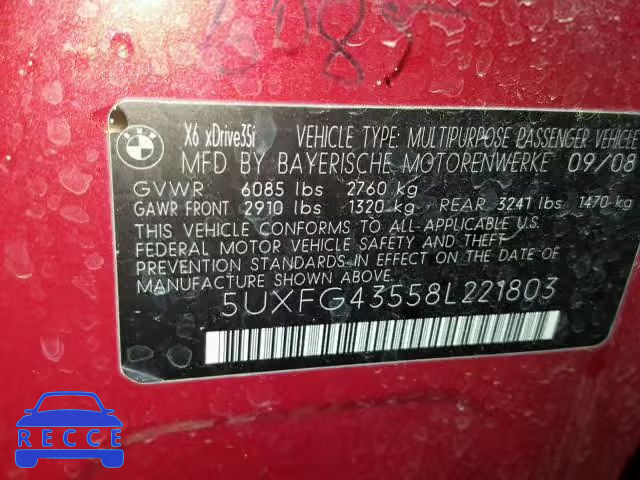 X6 xDrive35i VEHICLE TYPE: MULTIPURPOSE PASSENGER VEHICLE
MFD BY BAYERISCHE MOTORENWERKE 09/08
GVWR 6085 lbs 2760 kg
GAWR FRONT 2910 lbs 1320 kg REAR 3241 lbs 1470 kg
THIS VEHICLE CONFORMS TO ALL APPLICABLE
FEDERAL MOTOR VEHICLE SAFETY AND THEFT
PREVENTION STANDARDS IN EFFECT ON THE DATE OF
MANUFACTURE SHOWN ABOVE.
5UXFG43558L221803
RECCE